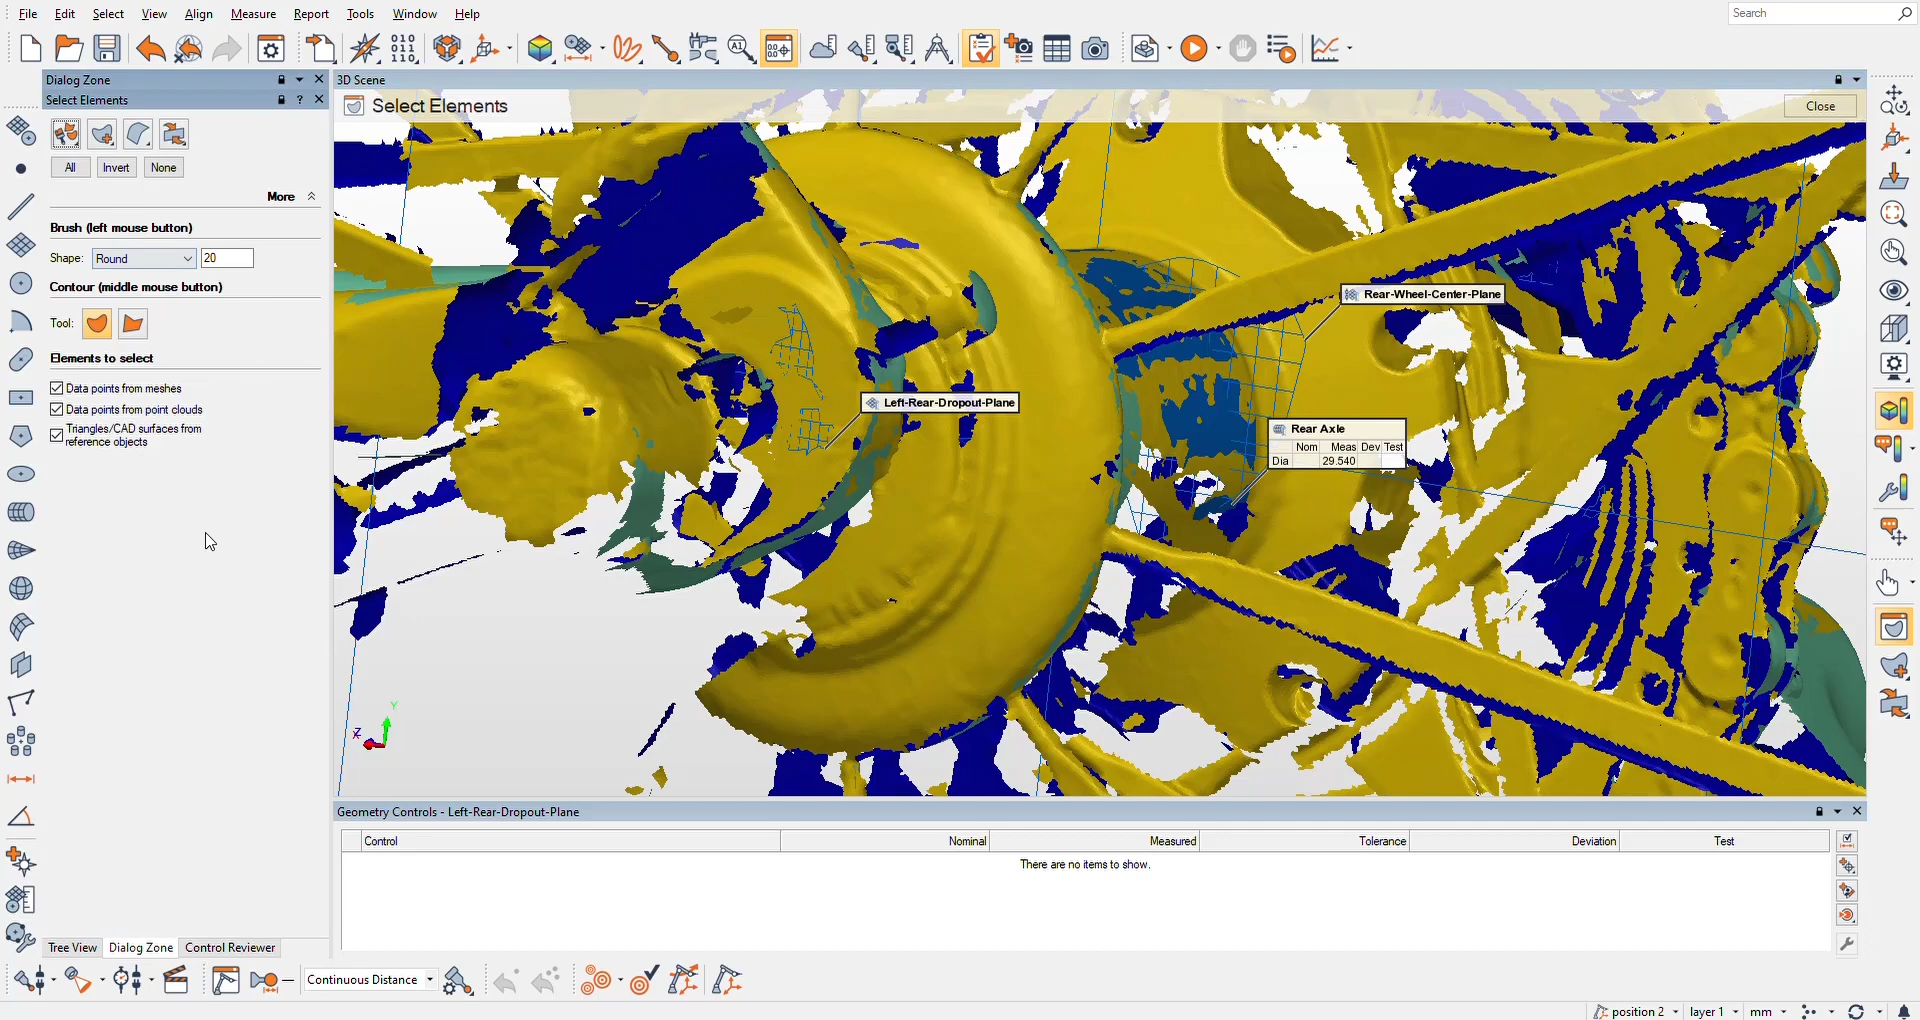 File Edit Select View Align Measure Report Tools Window Help
Search
Dialog Zone
3D Scene
Select Elements
Select Elements
Close
All Invert None
More
Brush (left mouse button)
Shape: Round 20
Contour (middle mouse button)
Tool:
Elements to select
Data points from meshes
Data points from point clouds
Triangles/CAD surfaces from
reference objects
Rear-Wheel-Center-Plane
Left-Rear-Dropout-Plane
Rear Axle
Nom Meas Dev Test
Dia 29.540
Y
Z
X
Geometry Controls - Left-Rear-Dropout-Plane
Control Nominal Measured Tolerance Deviation Test
There are no items to show.
Tree View Dialog Zone Control Reviewer
Continuous Distance
position 2 layer 1 mm